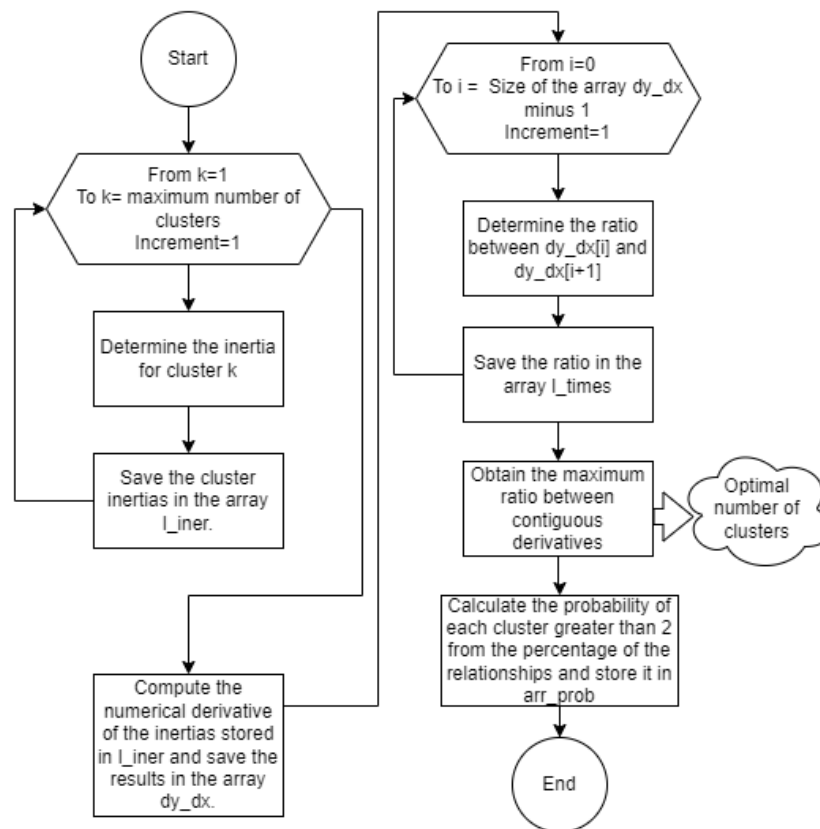 Start
From k=1
To k= maximum number of
clusters
Increment=1
Determine the inertia
for cluster k
Save the cluster
inertias in the array
l_iner.
Compute the
numerical derivative
of the inertias stored
in l_iner and save the
results in the array
dy_dx.
From i=0
To i = Size of the array dy_dx
minus 1
Increment=1
Determine the ratio
between dy_dx[i] and
dy_dx[i+1]
Save the ratio in the
array l_times
Obtain the maximum
ratio between
contiguous
derivatives
Optimal
number of
clusters
Calculate the probability of
each cluster greater than 2
from the percentage of the
relationships and store it in
arr_prob
End